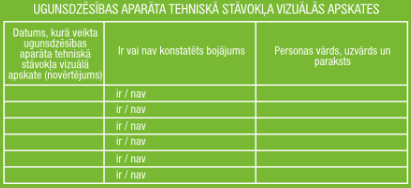 UGUNSDZĒSĪBAS APARĀTA TEHNISKĀ STĀVOKĻA VIZUĀLĀS APSKATES
Datums, kurā veikta
ugunsdzēsības
aparāta tehniskā
stāvokļa vizuālā
apskate (novērtējums)
Ir vai nav konstatēts bojājums
Personas vārds, uzvārds un
paraksts
ir / nav
ir / nav
ir / nav
ir / nav
ir / nav
ir / nav